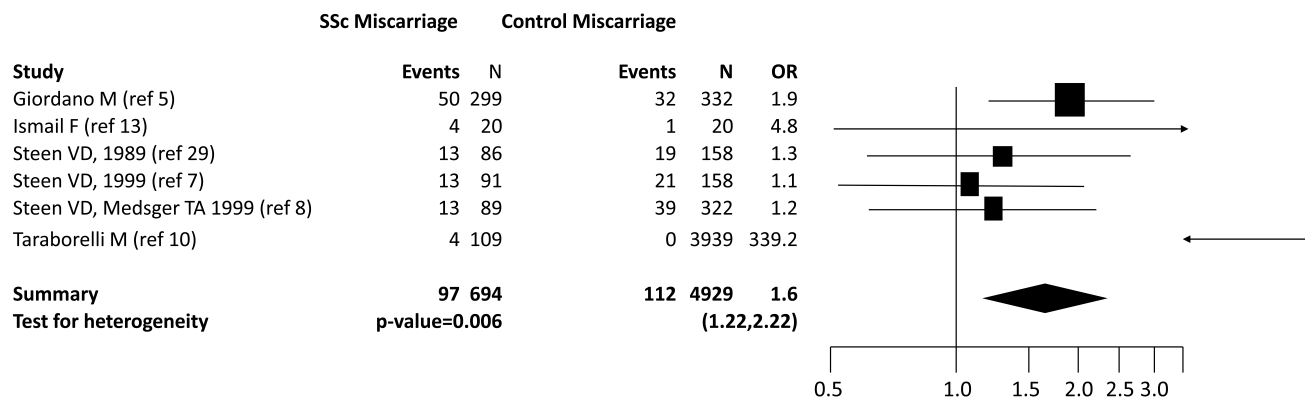 SSc Miscarriage Control Miscarriage
Study Events N Events N OR
Giordano M (ref 5) 50 299 32 332 1.9
Ismail F (ref 13) 4 20 1 20 4.8
Steen VD, 1989 (ref 29) 13 86 19 158 1.3
Steen VD, 1999 (ref 7) 13 91 21 158 1.1
Steen VD, Medsger TA 1999 (ref 8) 13 89 39 322 1.2
Taraborelli M (ref 10) 4 109 0 3939 339.2
Summary 97 694 112 4929 1.6
Test for heterogeneity p-value=0.006 (1.22,2.22)
0.5 1.0 1.5 2.0 2.5 3.0